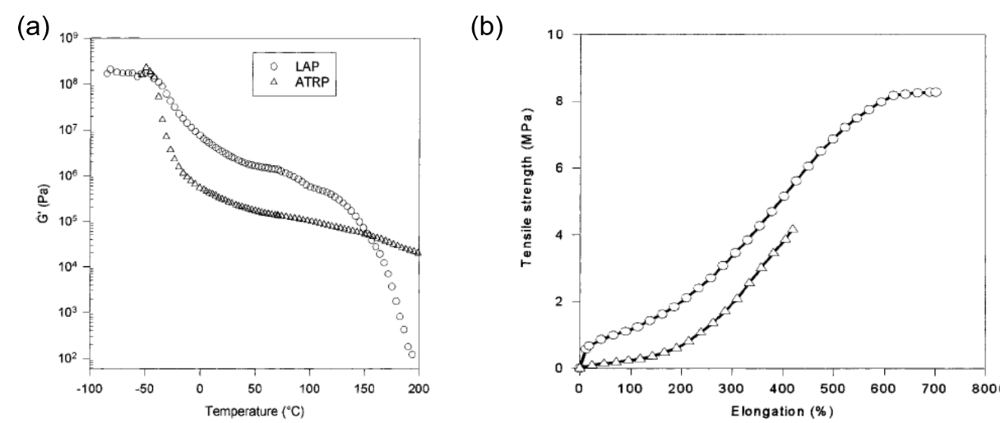 (a)
10⁹
10⁸
10⁷
10⁶
10⁵
10⁴
10³
10²
G' (Pa)
LAP
ATRP
-100 -50 0 50 100 150 200
Temperature (°C)
(b)
10
8
6
4
2
0
Tensile strength (MPa)
0 100 200 300 400 500 600 700 800
Elongation (%)